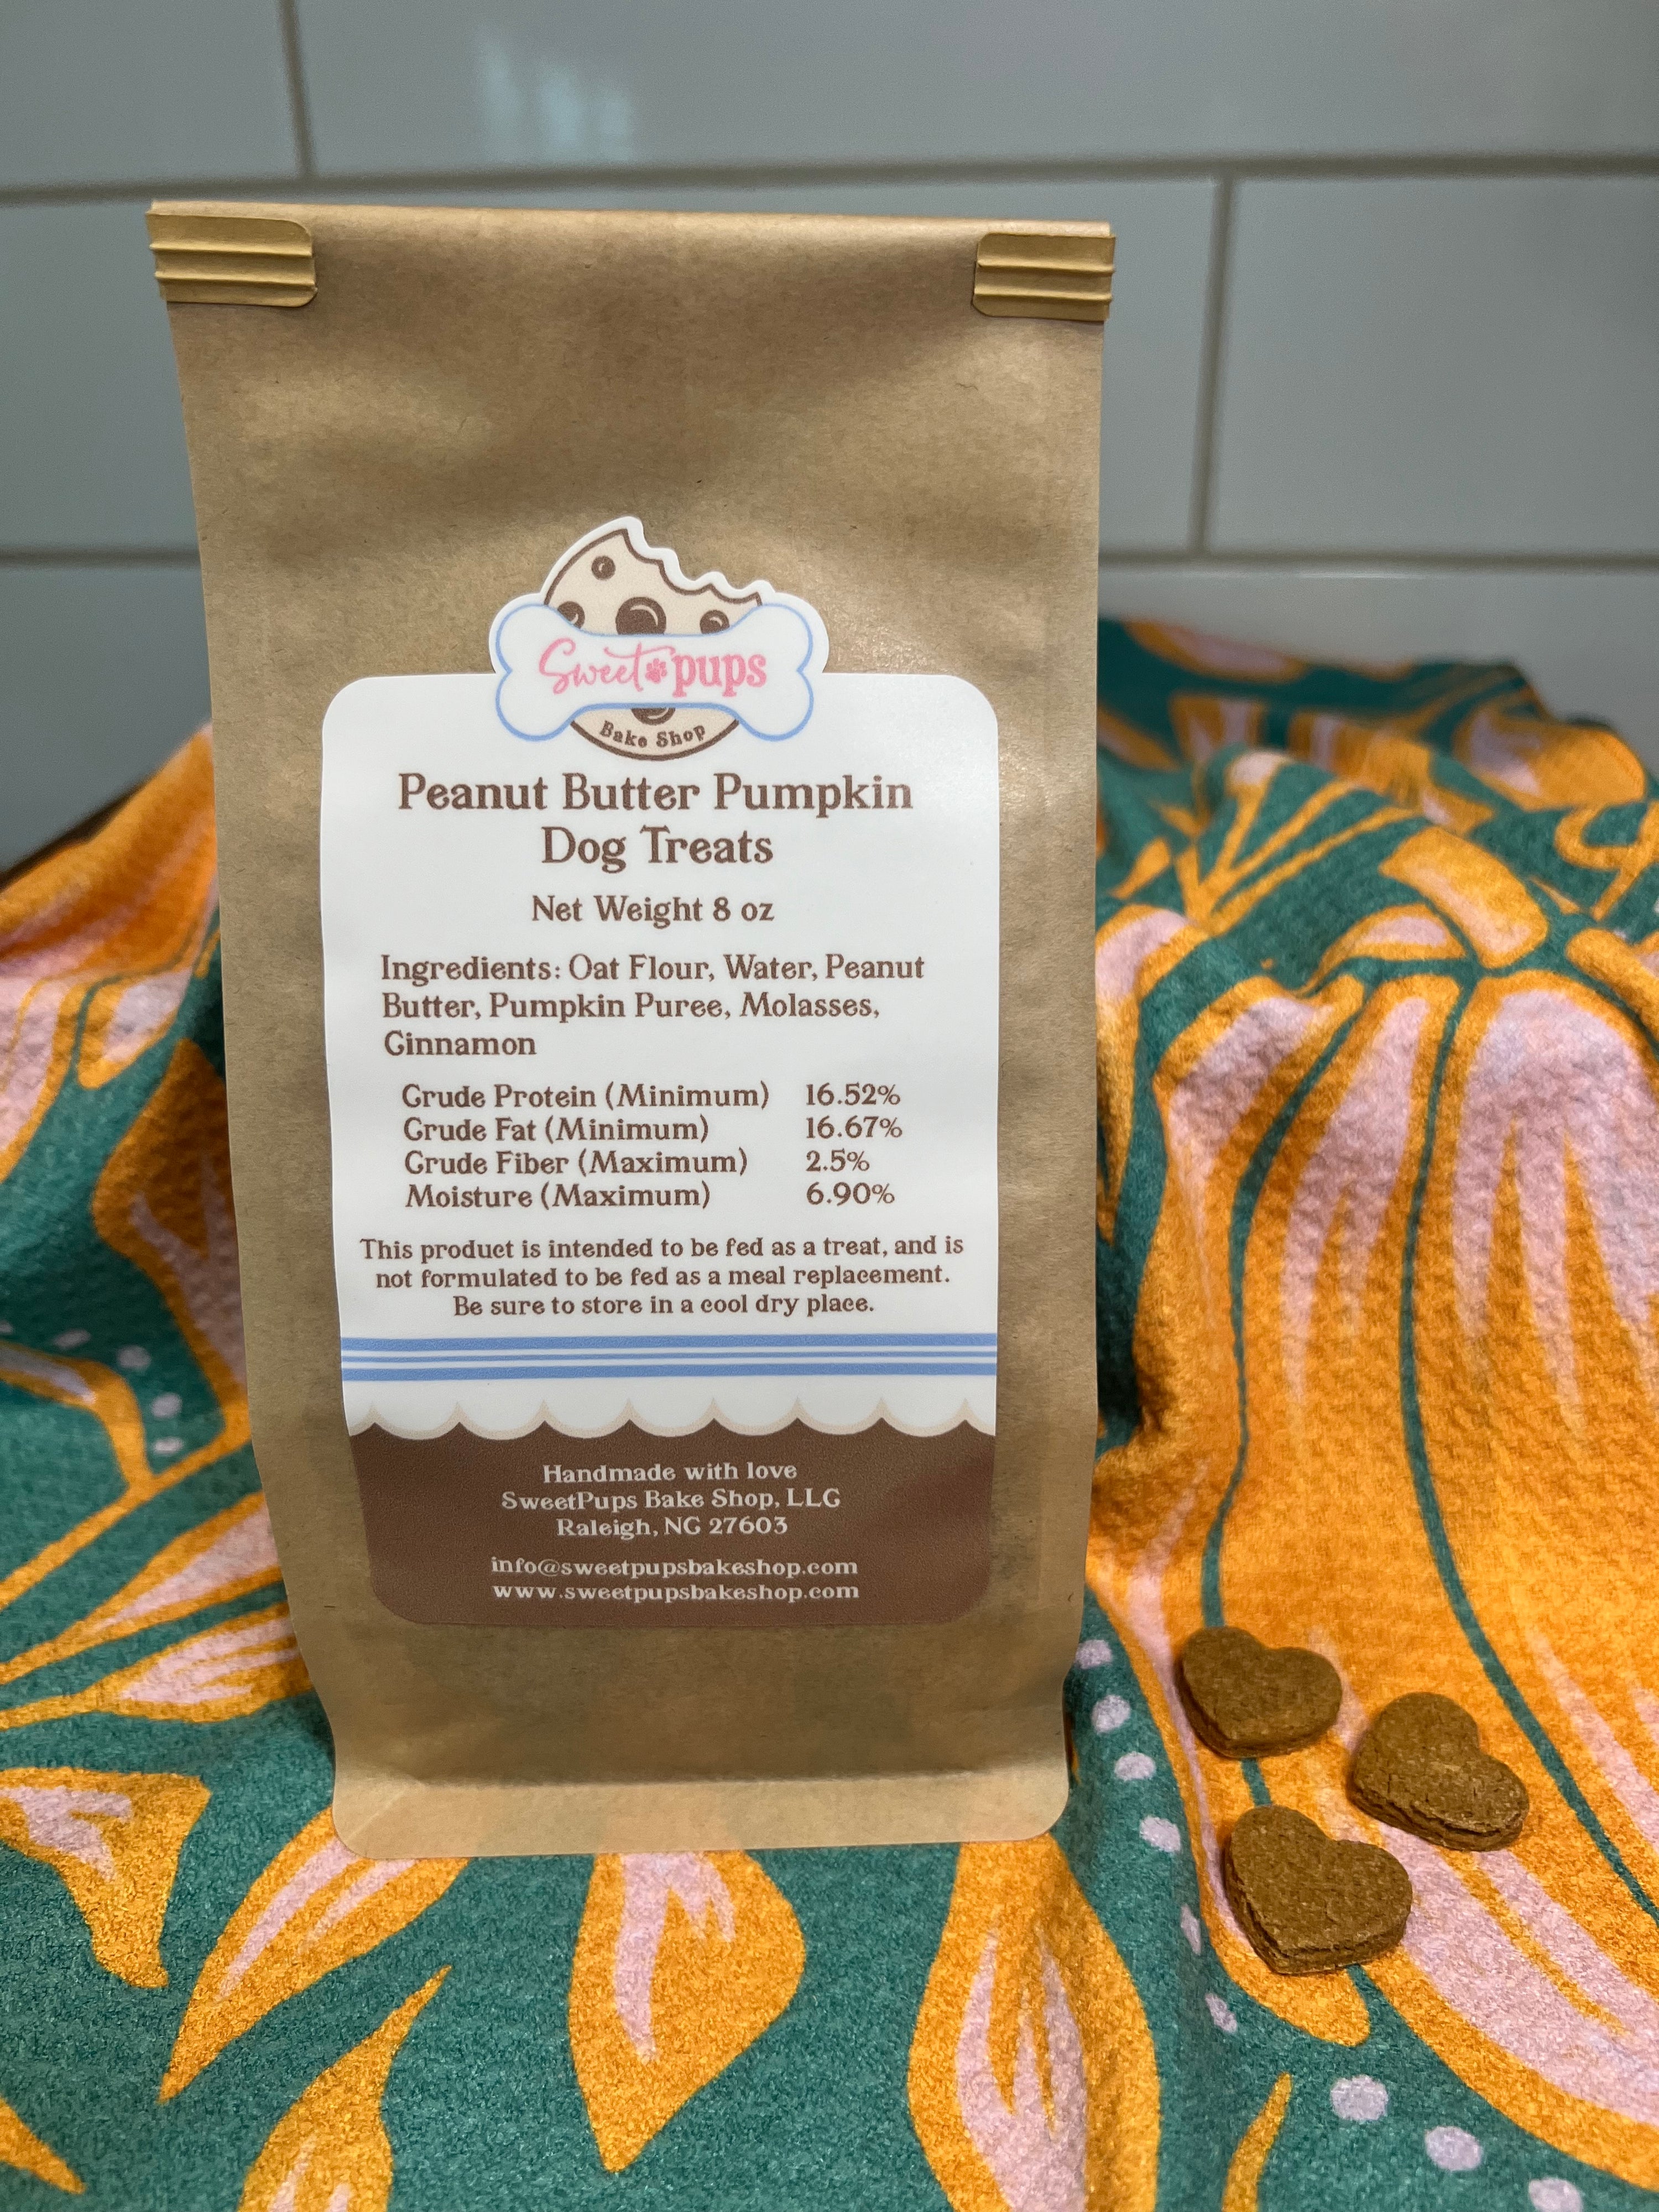 Sweet pups
Bake Shop
Peanut Butter Pumpkin
Dog Treats
Net Weight 8 oz
Ingredients: Oat Flour, Water, Peanut
Butter, Pumpkin Puree, Molasses,
Cinnamon
Crude Protein (Minimum) 16.52%
Crude Fat (Minimum) 16.67%
Crude Fiber (Maximum) 2.5%
Moisture (Maximum) 6.90%
This product is intended to be fed as a treat, and is
not formulated to be fed as a meal replacement.
Be sure to store in a cool dry place.
Handmade with love
SweetPups Bake Shop, LLC
Raleigh, NC 27603
info@sweetpupsbakeshop.com
www.sweetpupsbakeshop.com